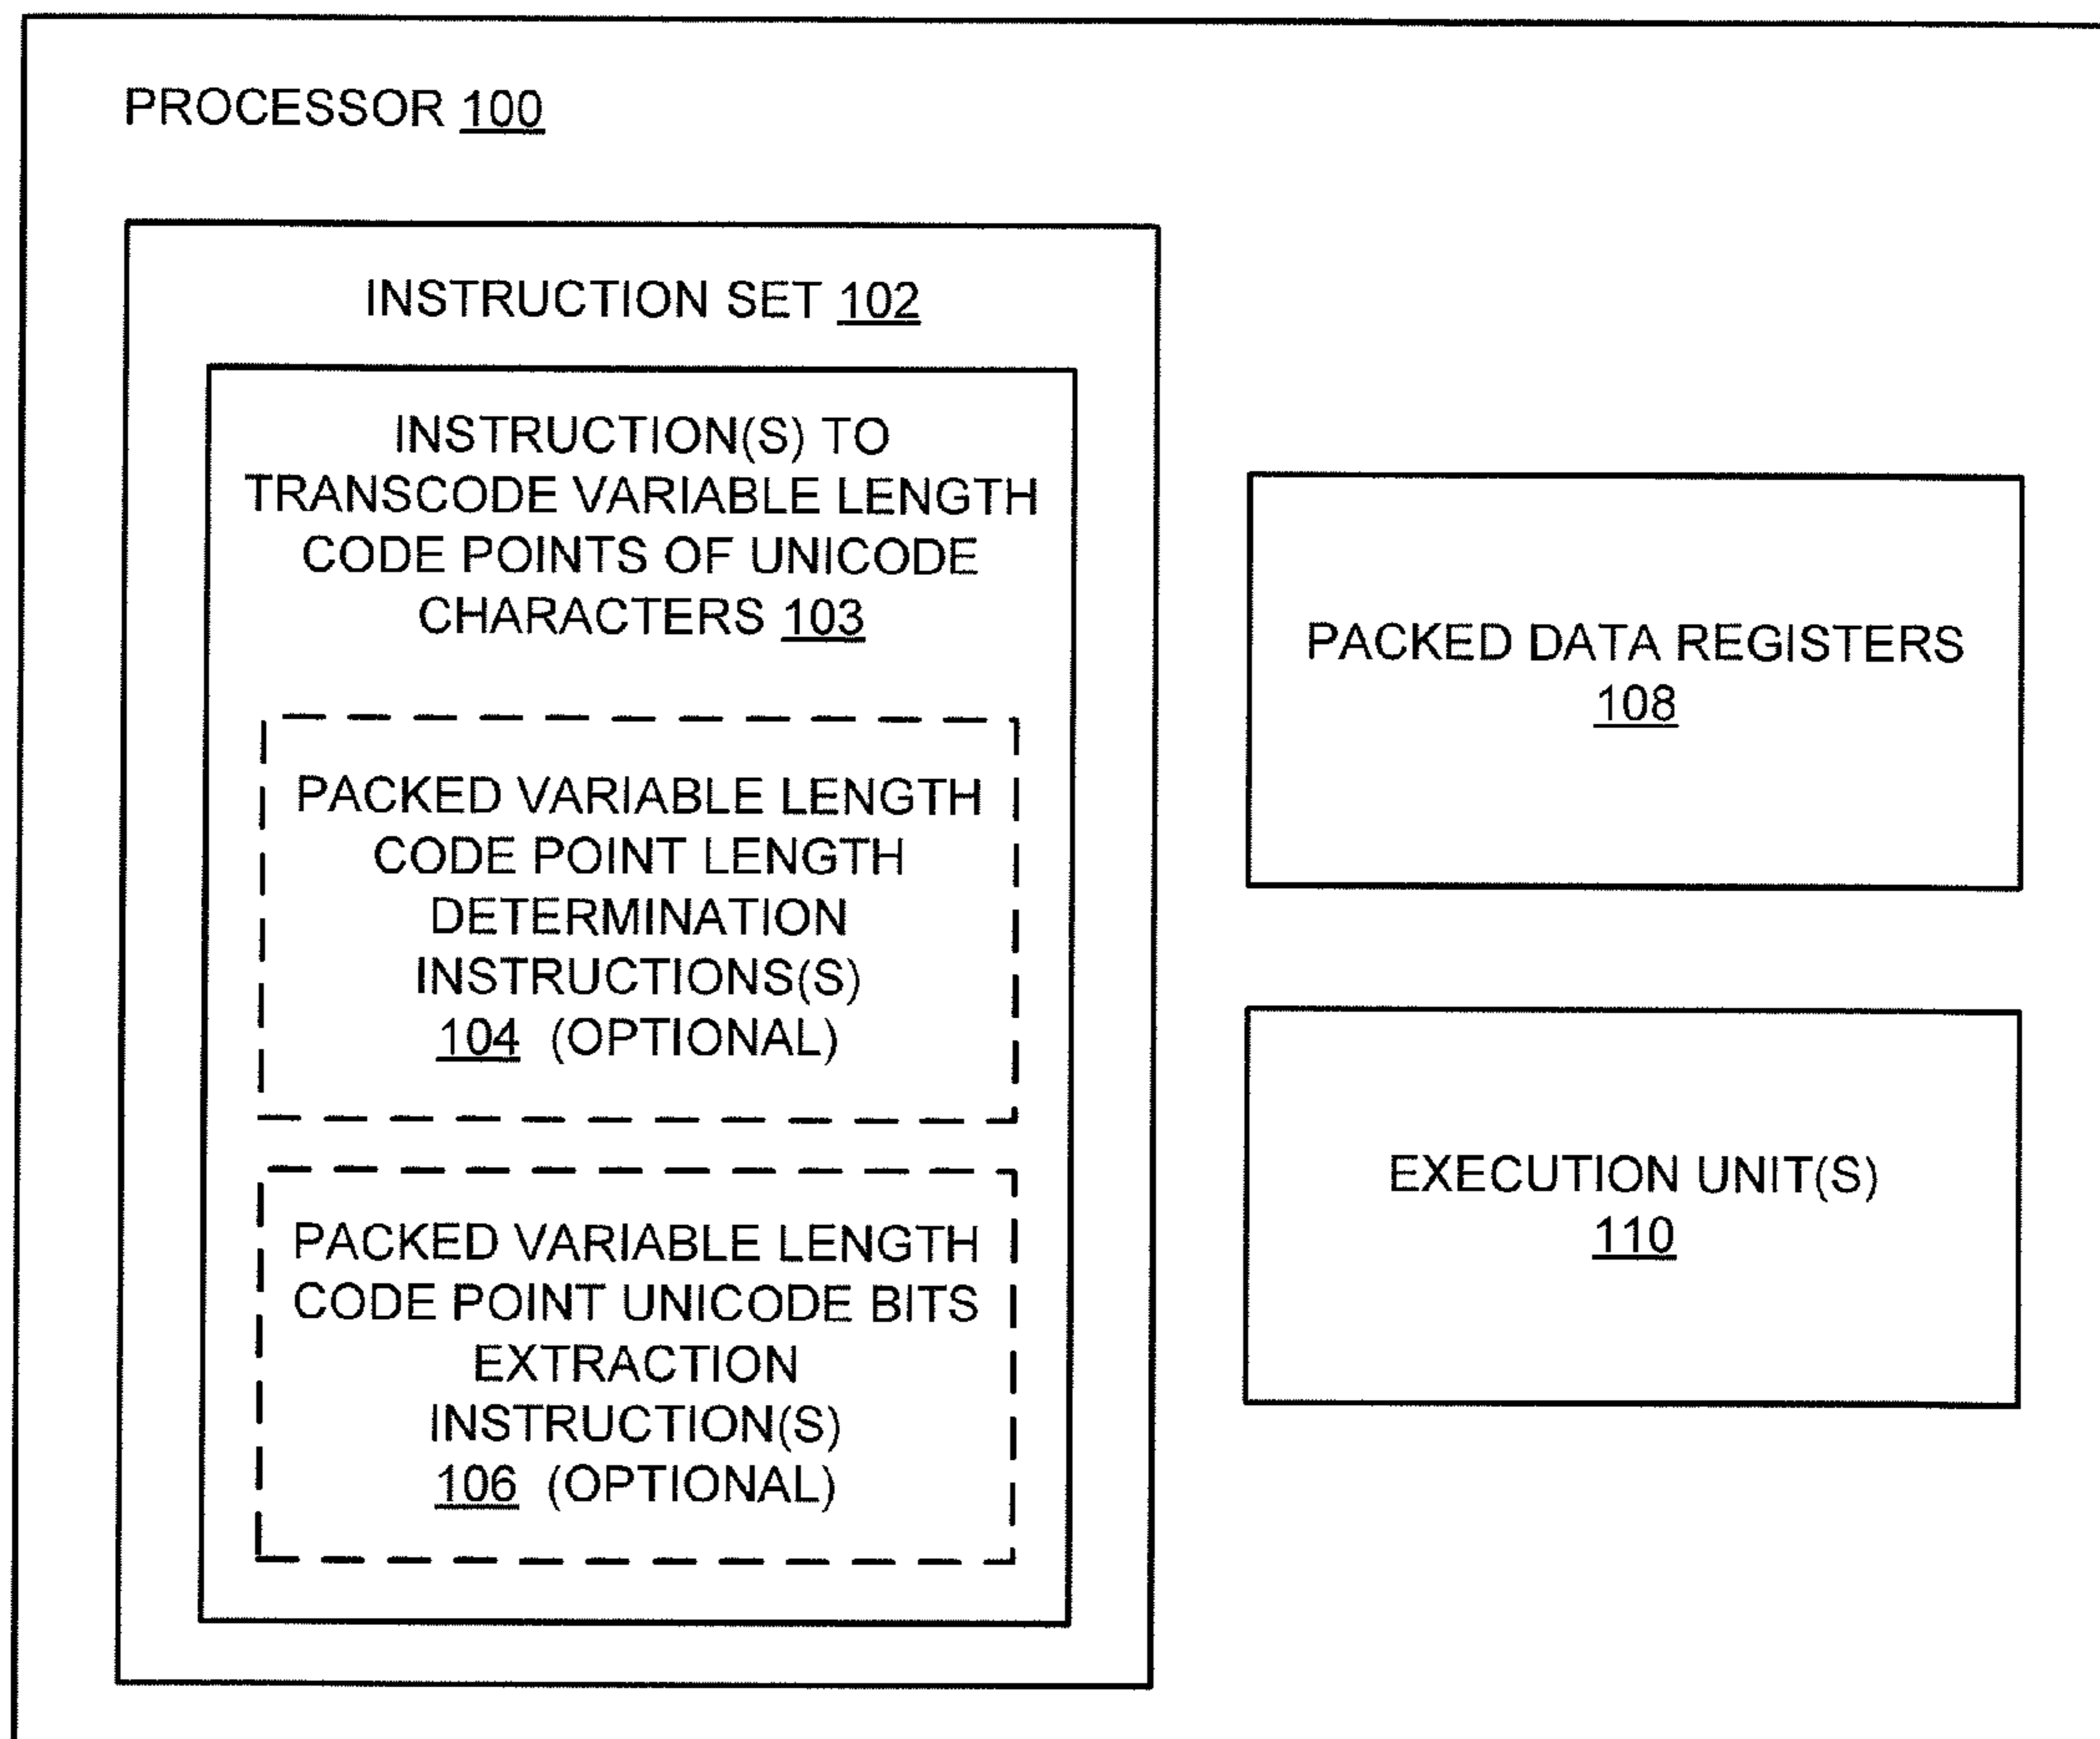 PROCESSOR 100
INSTRUCTION SET 102
INSTRUCTION(S) TO
TRANSCODE VARIABLE LENGTH
CODE POINTS OF UNICODE
CHARACTERS 103
PACKED VARIABLE LENGTH
CODE POINT LENGTH
DETERMINATION
INSTRUCTIONS(S)
104 (OPTIONAL)
PACKED VARIABLE LENGTH
CODE POINT UNICODE BITS
EXTRACTION
INSTRUCTION(S)
106 (OPTIONAL)
PACKED DATA REGISTERS
108
EXECUTION UNIT(S)
110